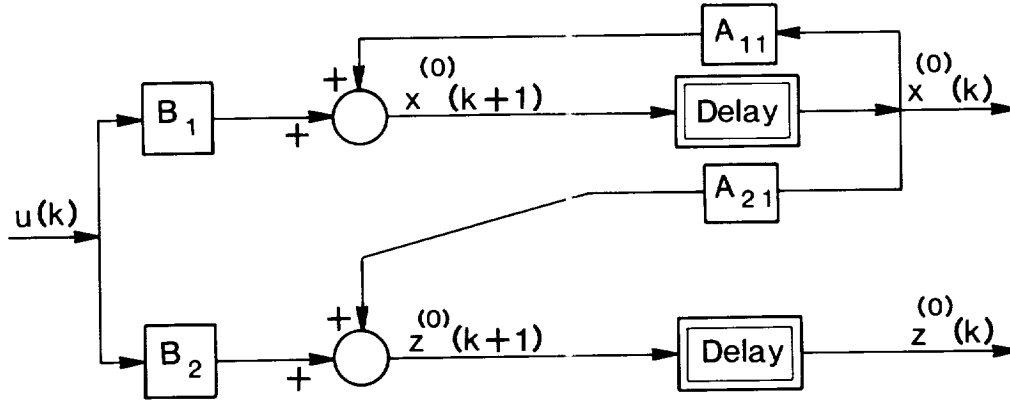 A₁₁
+
x⁽⁰⁾(k+1)
x⁽⁰⁾(k)
B₁
+
Delay
A₂₁
u(k)
+
z⁽⁰⁾(k+1)
z⁽⁰⁾(k)
B₂
+
Delay